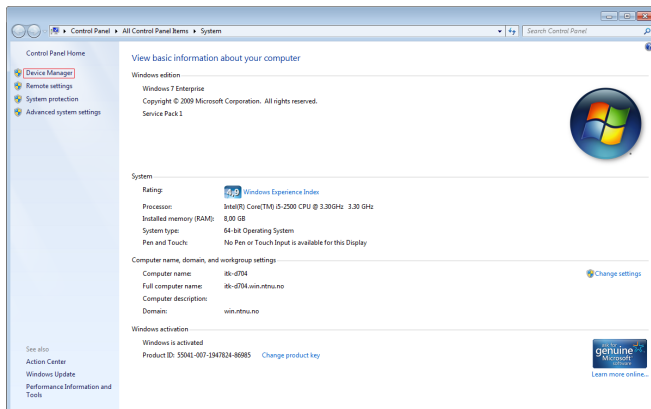 Control Panel ▸ All Control Panel Items ▸ System
Search Control Panel
Control Panel Home
Device Manager
Remote settings
System protection
Advanced system settings
View basic information about your computer
Windows edition
Windows 7 Enterprise
Copyright © 2009 Microsoft Corporation. All rights reserved.
Service Pack 1
System
Rating: 4,9 Windows Experience Index
Processor: Intel(R) Core(TM) i5-2500 CPU @ 3.30GHz 3.30 GHz
Installed memory (RAM): 8,00 GB
System type: 64-bit Operating System
Pen and Touch: No Pen or Touch Input is available for this Display
Computer name, domain, and workgroup settings
Computer name: itk-d704
Change settings
Full computer name: itk-d704.win.ntnu.no
Computer description:
Domain: win.ntnu.no
Windows activation
Windows is activated
Product ID: 55041-007-1947824-86985 Change product key
ask for
genuine
Microsoft
software
Learn more online...
See also
Action Center
Windows Update
Performance Information and
Tools